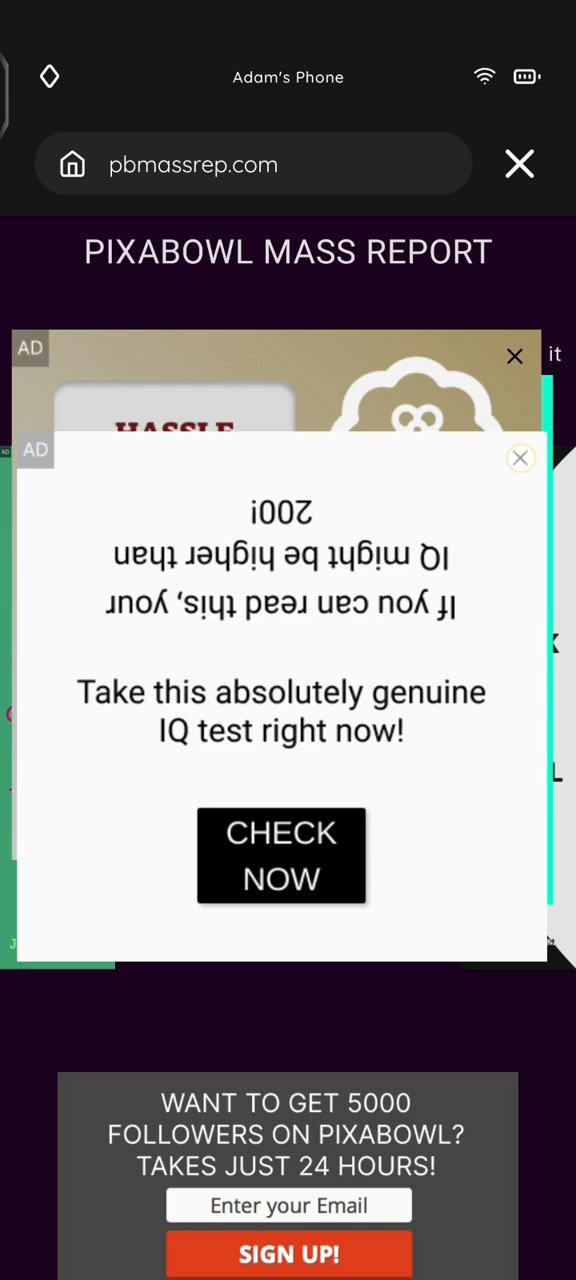 Adam's Phone
pbmassrep.com
PIXABOWL MASS REPORT
it
AD
HASSLE
AD
AD
If you can read this, your
IQ might be higher than
200!
Take this absolutely genuine
IQ test right now!
CHECK
NOW
WANT TO GET 5000
FOLLOWERS ON PIXABOWL?
TAKES JUST 24 HOURS!
Enter your Email
SIGN UP!